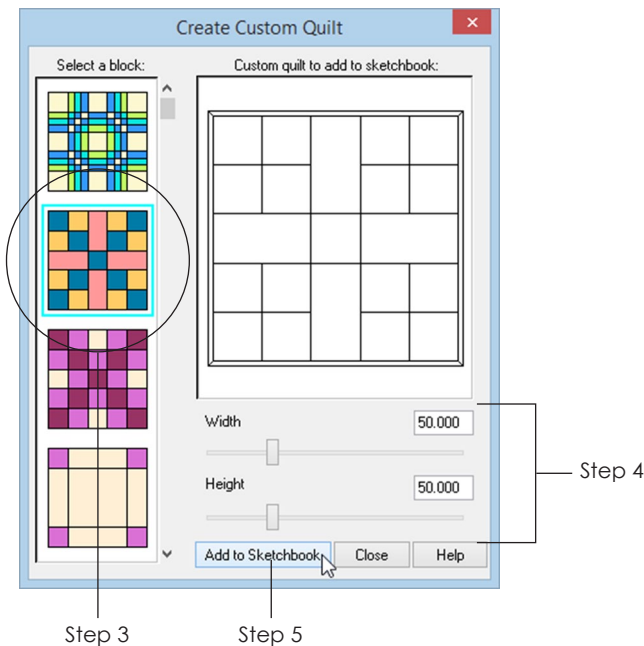 Create Custom Quilt
Select a block:
Custom quilt to add to sketchbook:
Width
50.000
Height
50.000
Step 4
Add to Sketchbook
Close
Help
Step 3
Step 5